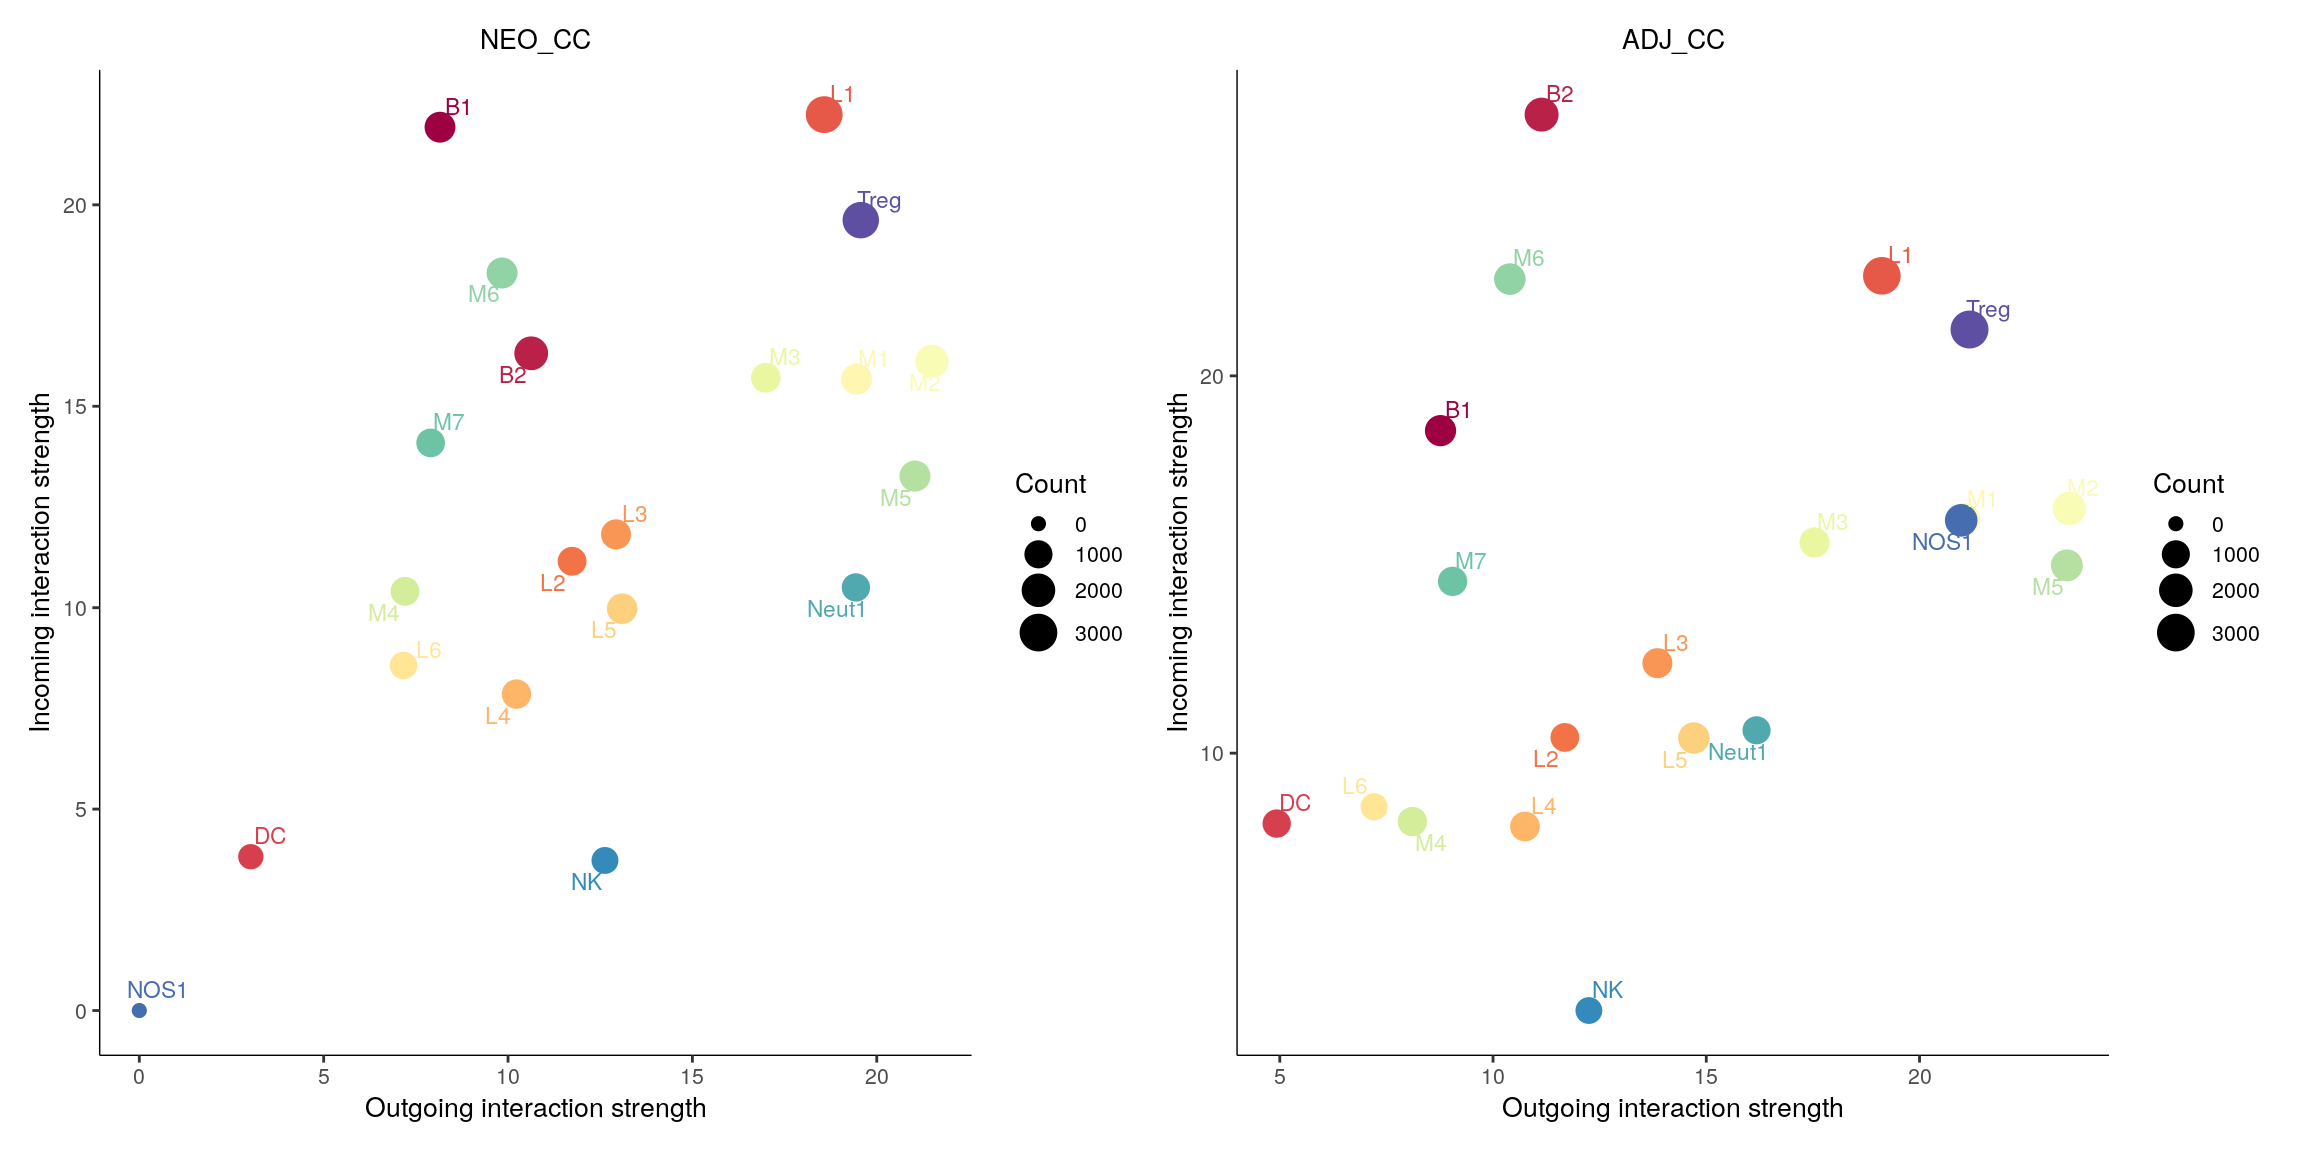 NEO_CC
B1
L1
Treg
20
M6
M3
M1
M2
B2
15
M7
M5
L3
L2
Neut1
M4
10
L5
L6
L4
5
DC
NK
NOS1
0
0
5
10
15
20
Incoming interaction strength
Outgoing interaction strength
Count
0
1000
2000
3000
ADJ_CC
B2
M6
L1
Treg
20
B1
M1
M2
M3
NOS1
M7
M5
L3
L2
L5
Neut1
10
L6
DC
L4
M4
NK
5
10
15
20
Incoming interaction strength
Outgoing interaction strength
Count
0
1000
2000
3000